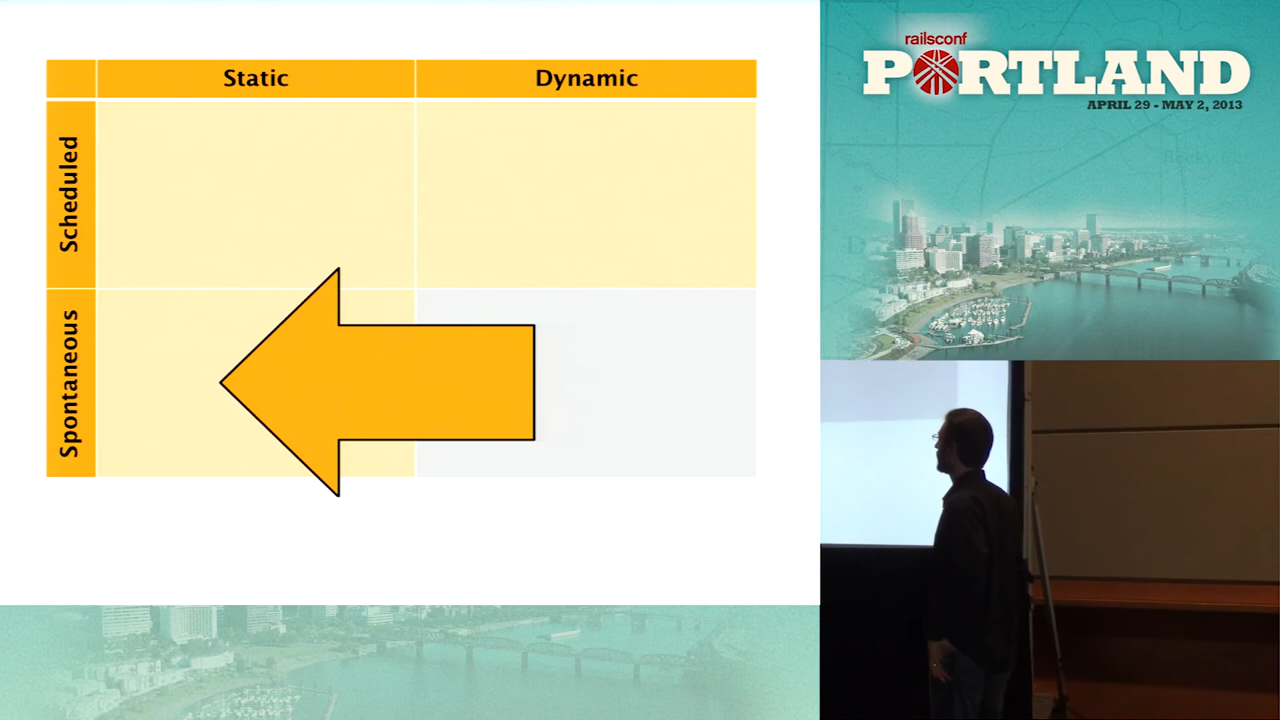 Static
Dynamic
Scheduled
Spontaneous
railsconf
PORTLAND
APRIL 29 - MAY 2, 2013